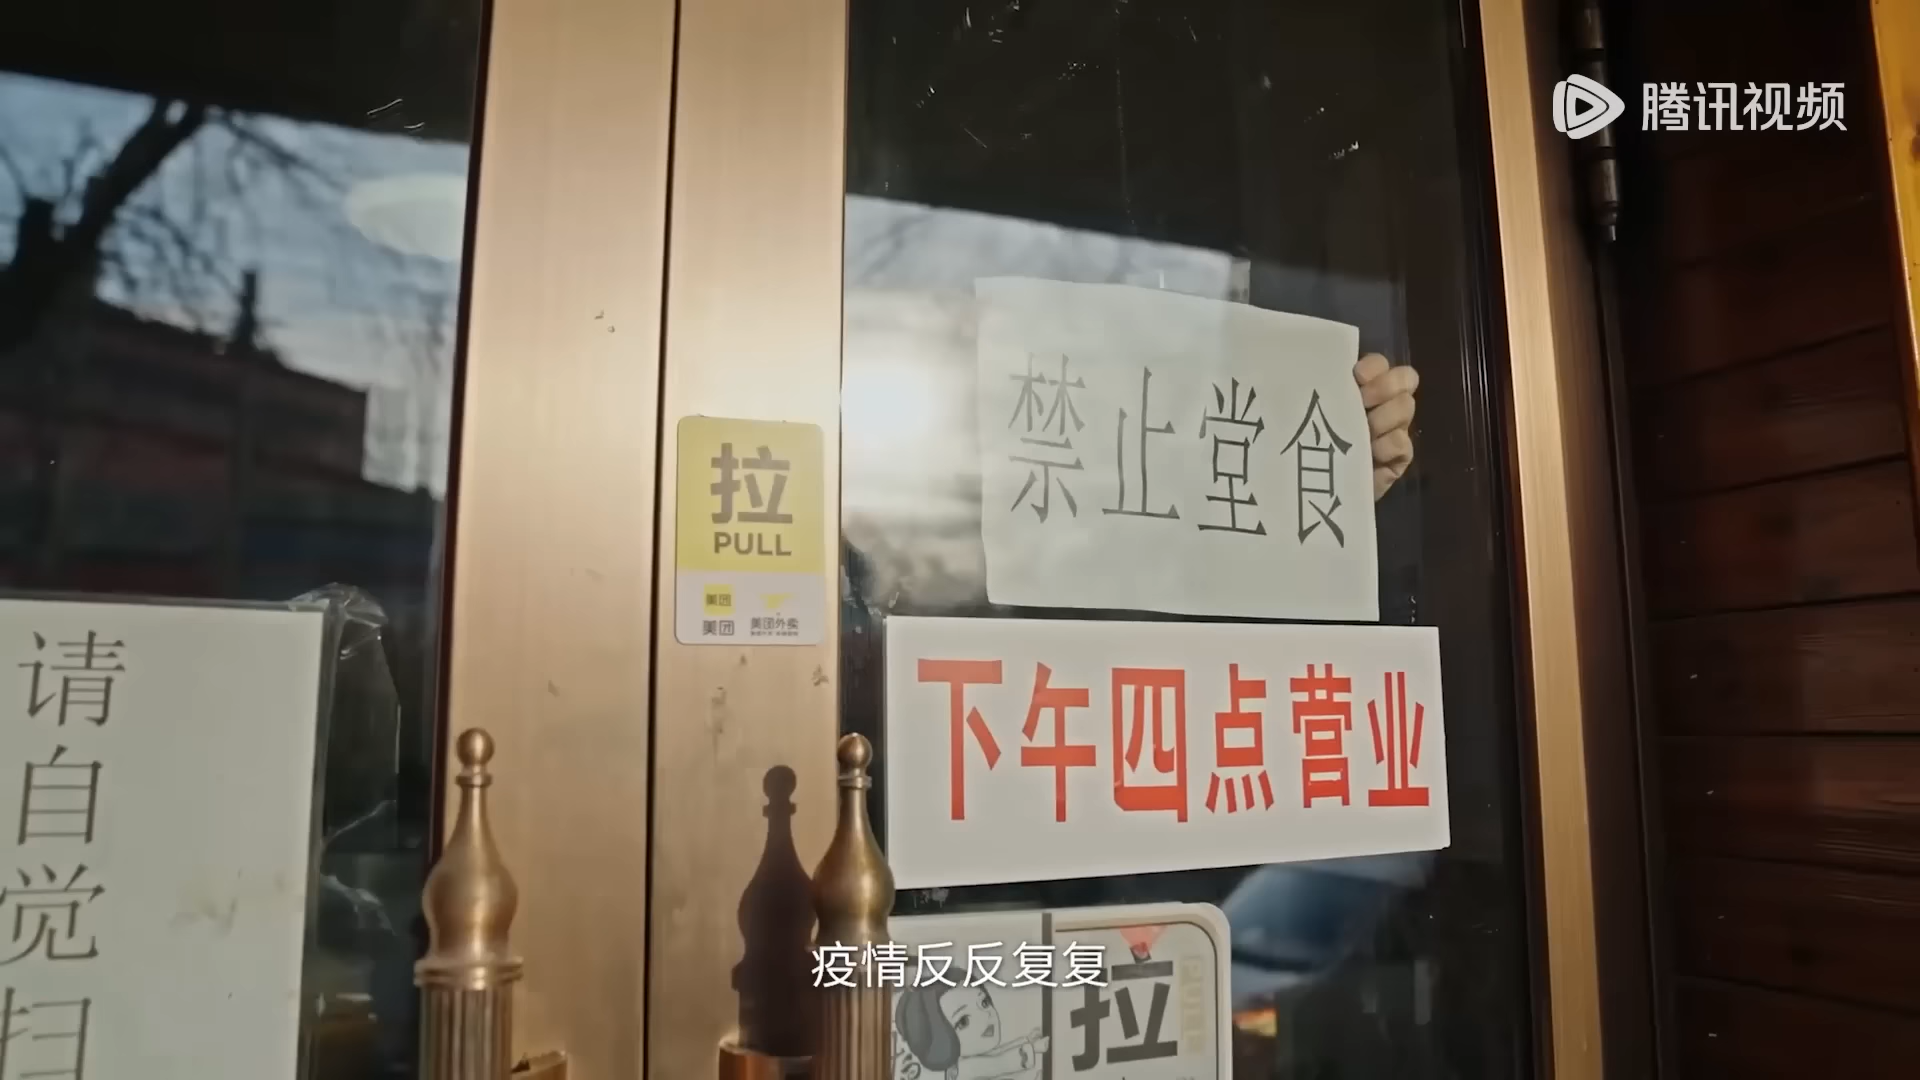 腾讯视频
禁止堂食
拉
PULL
美团
美团
美团外卖
下午四点营业
请自觉扫
疫情反反复复
拉
PULL